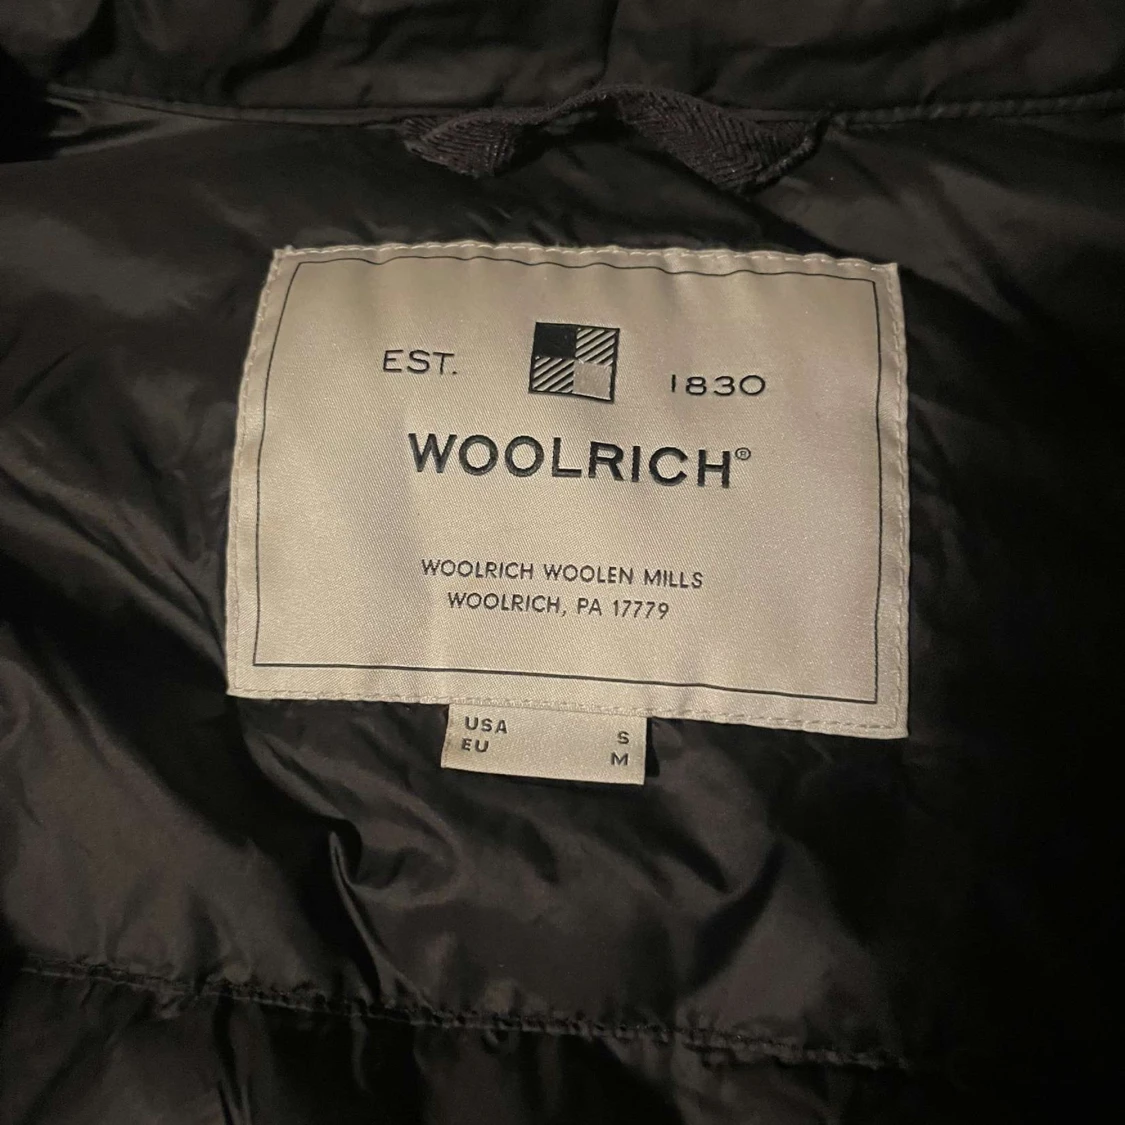 EST. 1830
WOOLRICH®
WOOLRICH WOOLEN MILLS
WOOLRICH, PA 17779
USA S
EU M